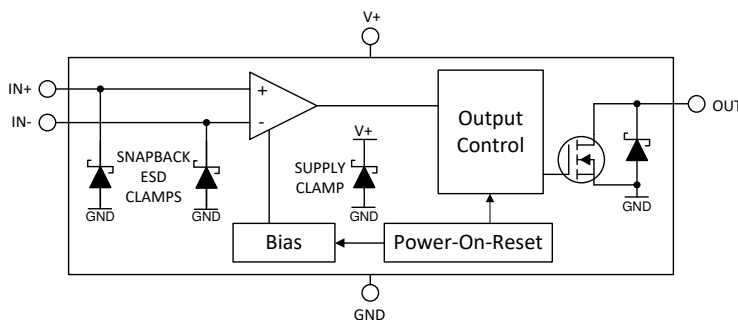 V+
IN+
IN-
+
-
SNAPBACK
ESD
CLAMPS
GND
GND
V+
SUPPLY
CLAMP
GND
Output
Control
OUT
GND
Bias
Power-On-Reset
GND